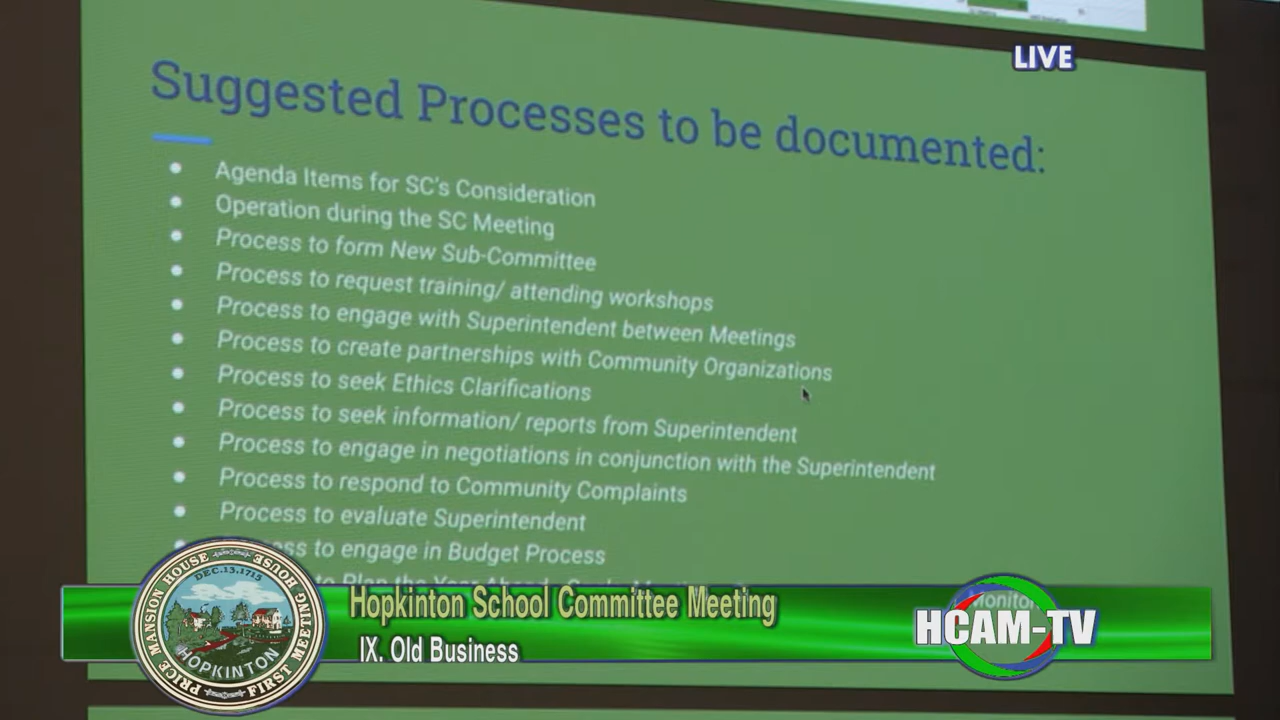 LIVE
Suggested Processes to be documented:
Agenda Items for SC's Consideration
Operation during the SC Meeting
Process to form New Sub-Committee
Process to request training/ attending workshops
Process to engage with Superintendent between Meetings
Process to create partnerships with Community Organizations
Process to seek Ethics Clarifications
Process to seek information/ reports from Superintendent
Process to engage in negotiations in conjunction with the Superintendent
Process to respond to Community Complaints
Process to evaluate Superintendent
to engage in Budget Process
to Plan the Year Ahead
Hopkinton School Committee Meeting
IX. Old Business
HCAM-TV
PRICE MANSION HOUSE FIRST MEETING HOUSE
DEC. 13. 1715
HOPKINTON